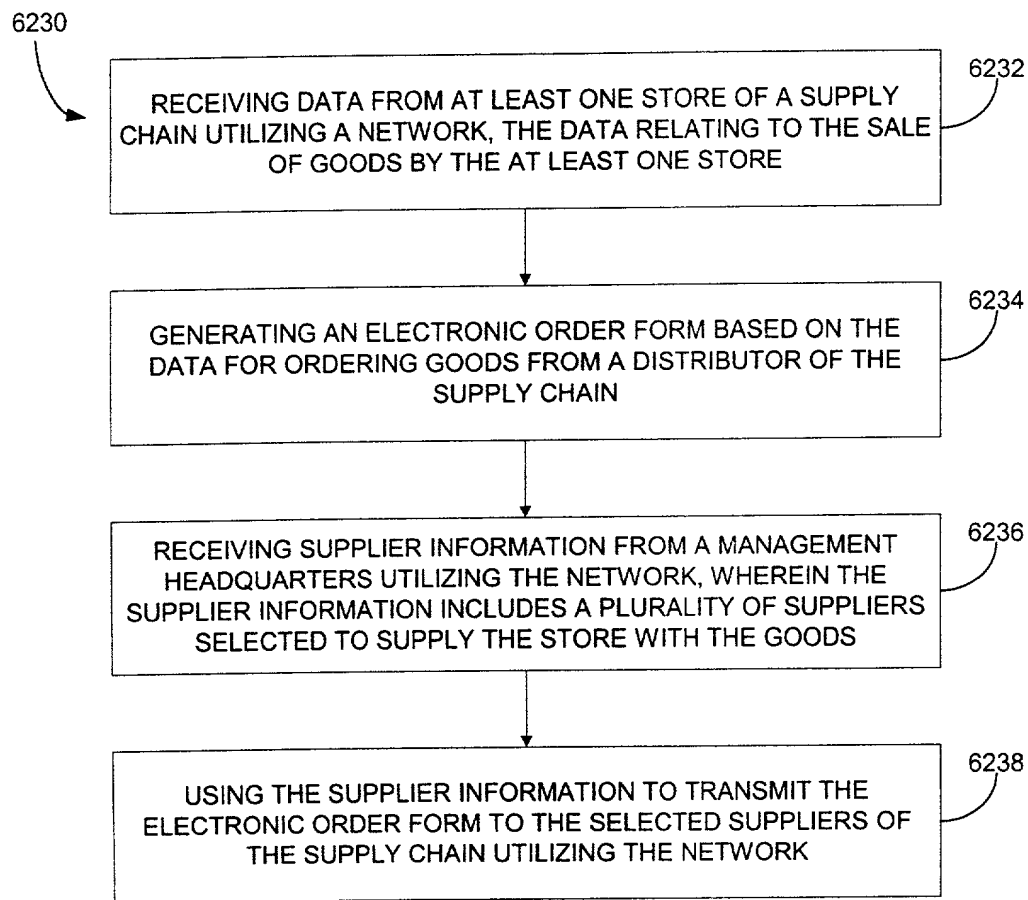 6230
6232
RECEIVING DATA FROM AT LEAST ONE STORE OF A SUPPLY
CHAIN UTILIZING A NETWORK, THE DATA RELATING TO THE SALE
OF GOODS BY THE AT LEAST ONE STORE
6234
GENERATING AN ELECTRONIC ORDER FORM BASED ON THE
DATA FOR ORDERING GOODS FROM A DISTRIBUTOR OF THE
SUPPLY CHAIN
6236
RECEIVING SUPPLIER INFORMATION FROM A MANAGEMENT
HEADQUARTERS UTILIZING THE NETWORK, WHEREIN THE
SUPPLIER INFORMATION INCLUDES A PLURALITY OF SUPPLIERS
SELECTED TO SUPPLY THE STORE WITH THE GOODS
6238
USING THE SUPPLIER INFORMATION TO TRANSMIT THE
ELECTRONIC ORDER FORM TO THE SELECTED SUPPLIERS OF
THE SUPPLY CHAIN UTILIZING THE NETWORK